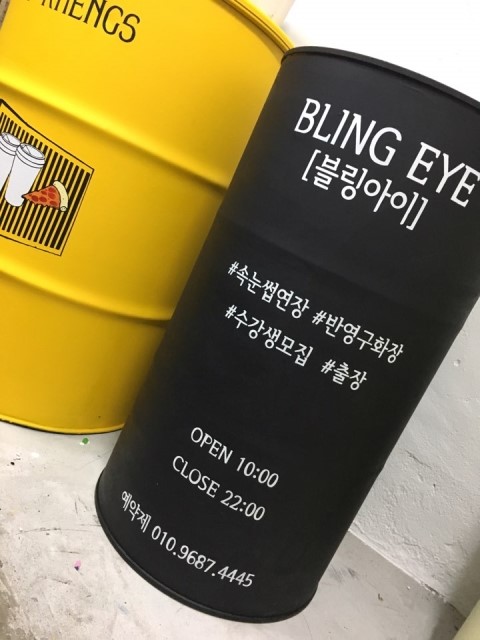 BLING EYE
[블링아이]
#속눈썹연장 #반영구화장
#수강생모집 #출장
OPEN 10:00
CLOSE 22:00
예약제 010.9687.4445